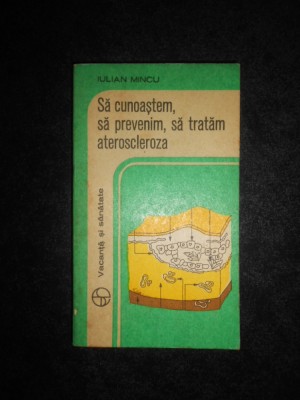 IULIAN MINCU
Să cunoaştem,
să prevenim, să tratăm
ateroscleroza
Vacanţă şi sănătate